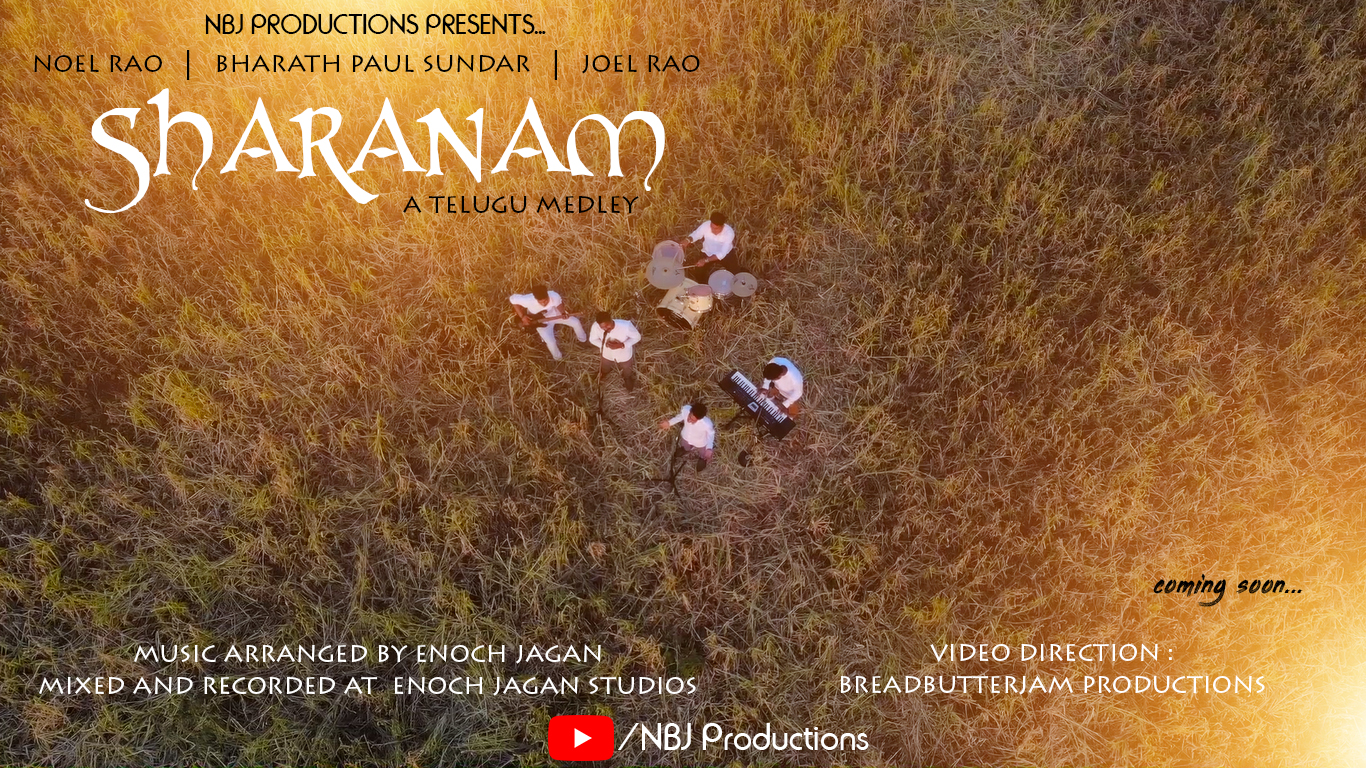 NBJ PRODUCTIONS PRESENTS...
NOEL RAO | BHARATH PAUL SUNDAR | JOEL RAO
SHARANAM
A TELUGU MEDLEY
coming soon...
MUSIC ARRANGED BY ENOCH JAGAN
MIXED AND RECORDED AT ENOCH JAGAN STUDIOS
VIDEO DIRECTION :
BREADBUTTERJAM PRODUCTIONS
/NBJ Productions